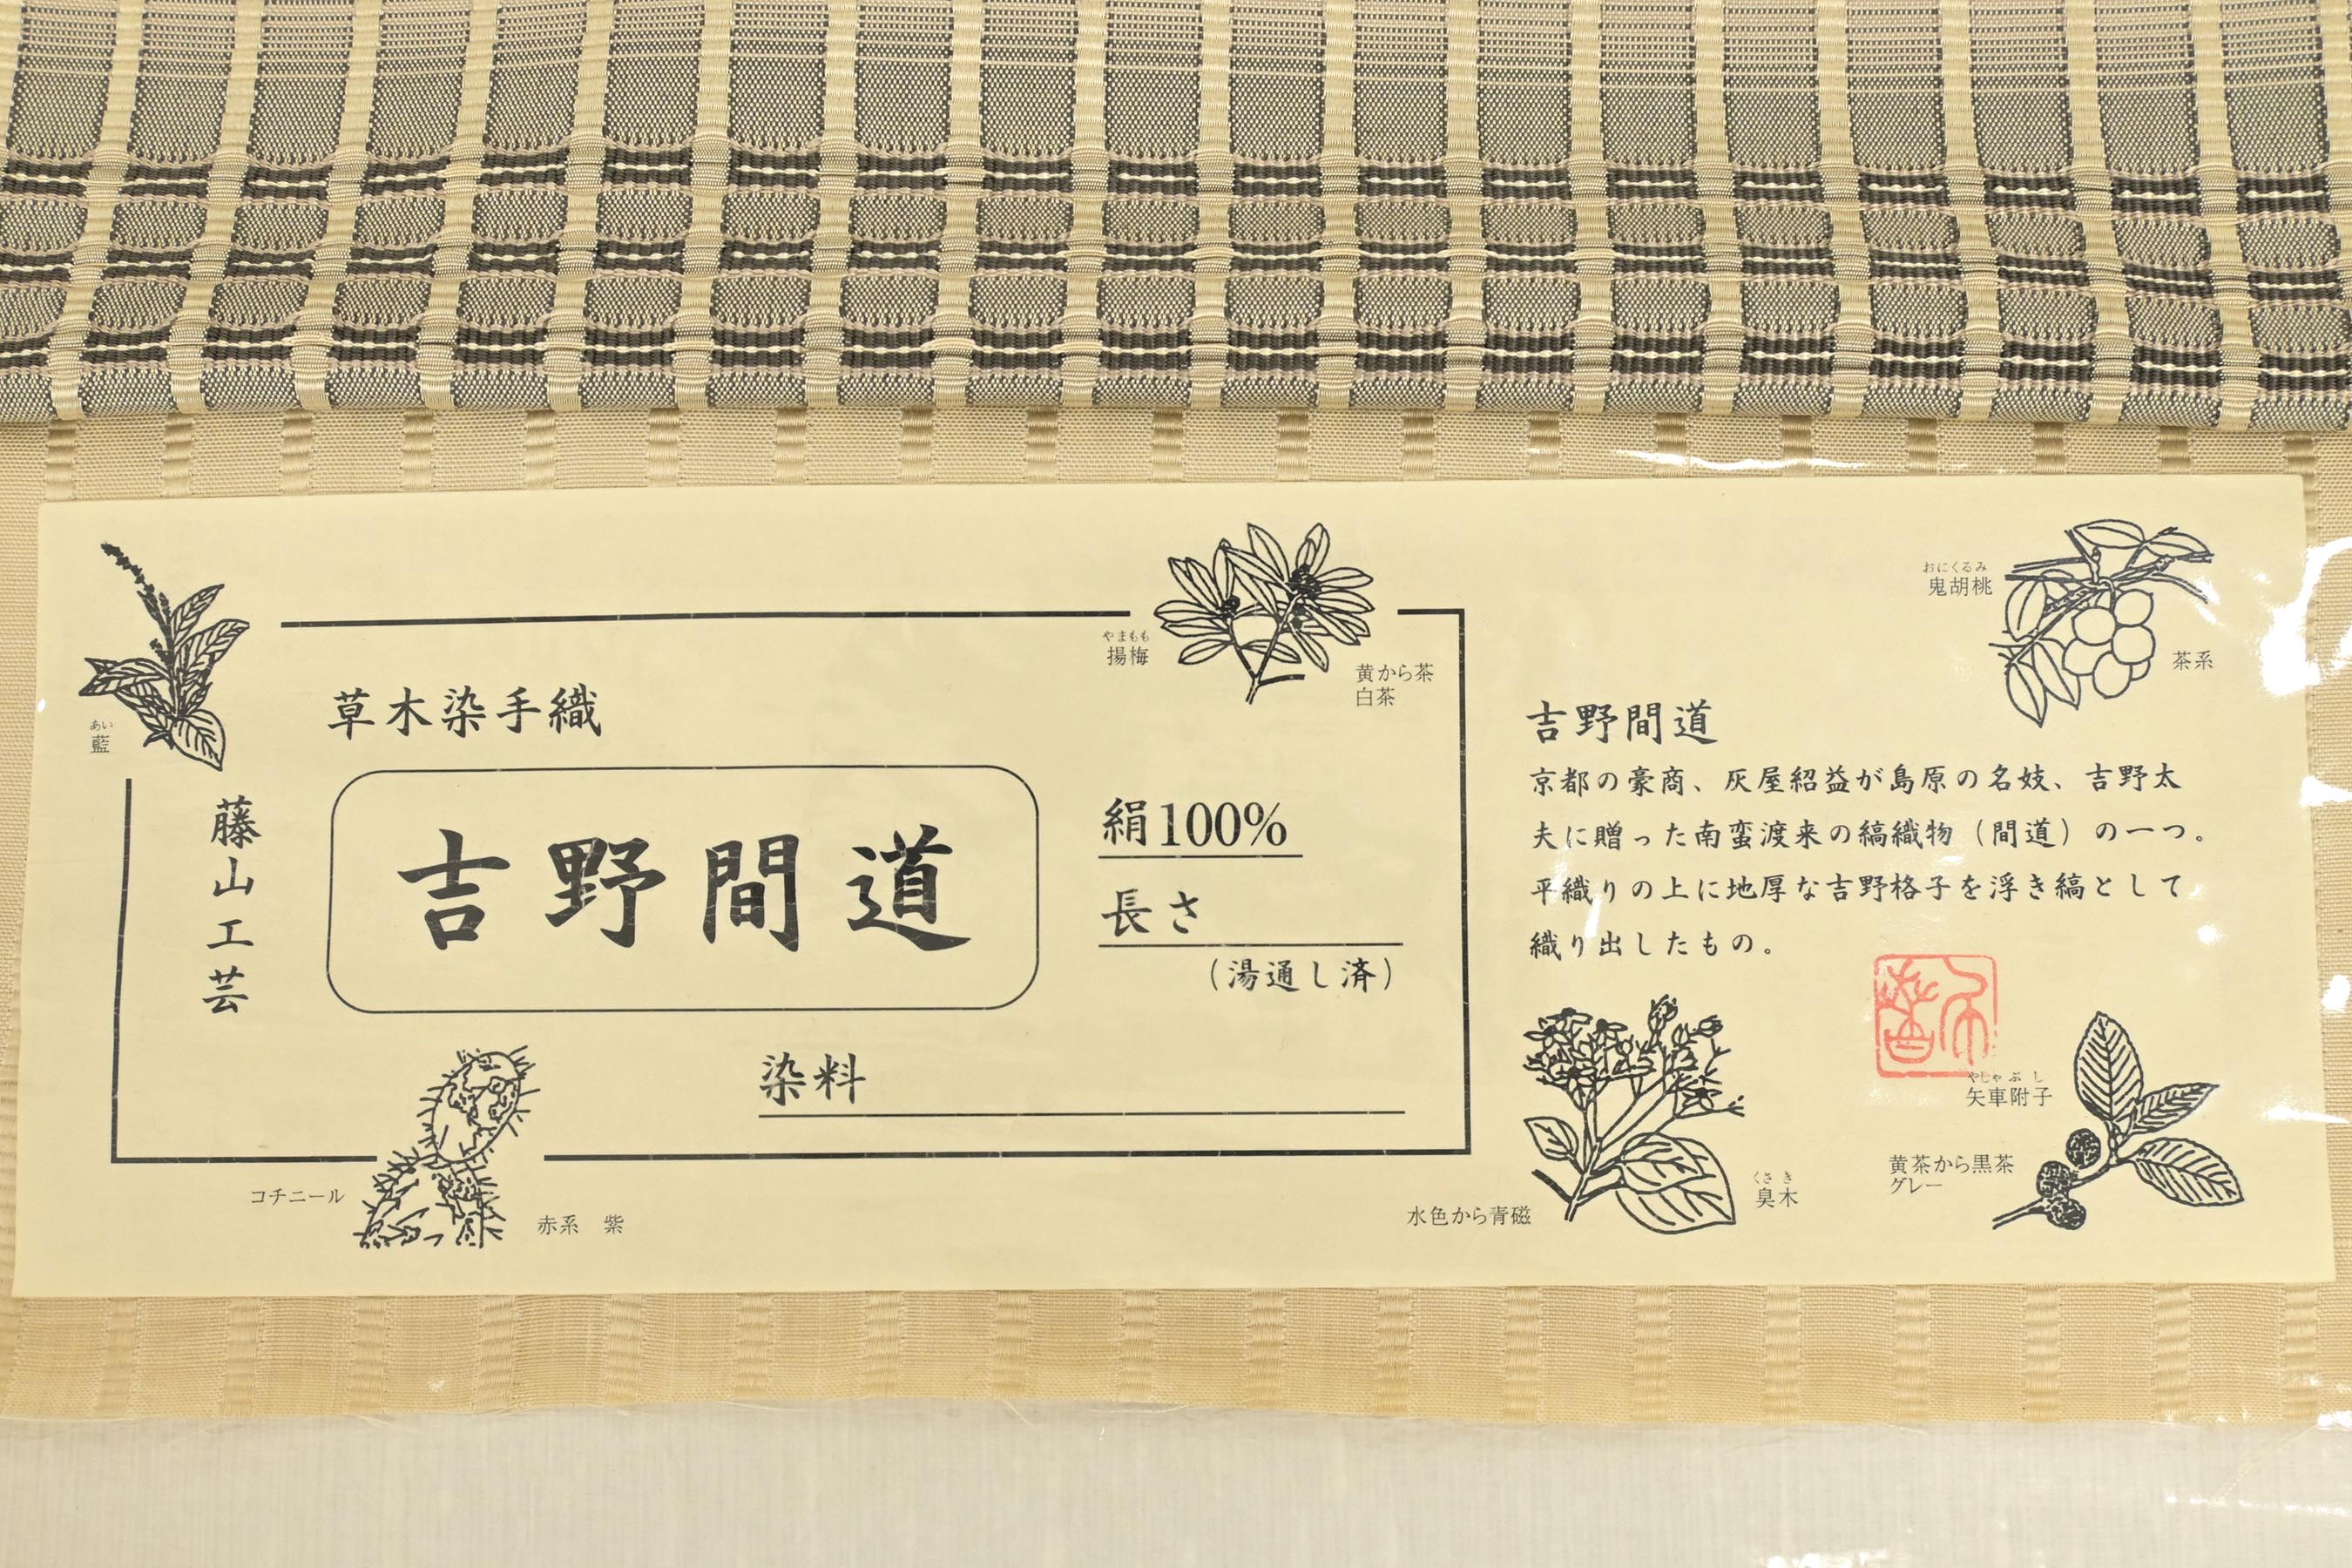 あい
藍
草木染手織
藤山工芸
吉野間道
やまもも
揚梅
黄から茶
白茶
絹100%
長さ
(湯通し済)
染料
コチニール
赤系 紫
おにくるみ
鬼胡桃
茶系
吉野間道
京都の豪商、灰屋紹益が島原の名妓、吉野太
夫に贈った南蛮渡来の縞織物(間道)の一つ。
平織りの上に地厚な吉野格子を浮き縞として
織り出したもの。
水色から青磁
くさき
臭木
やしゃぶし
矢車附子
黄茶から黒茶
グレー